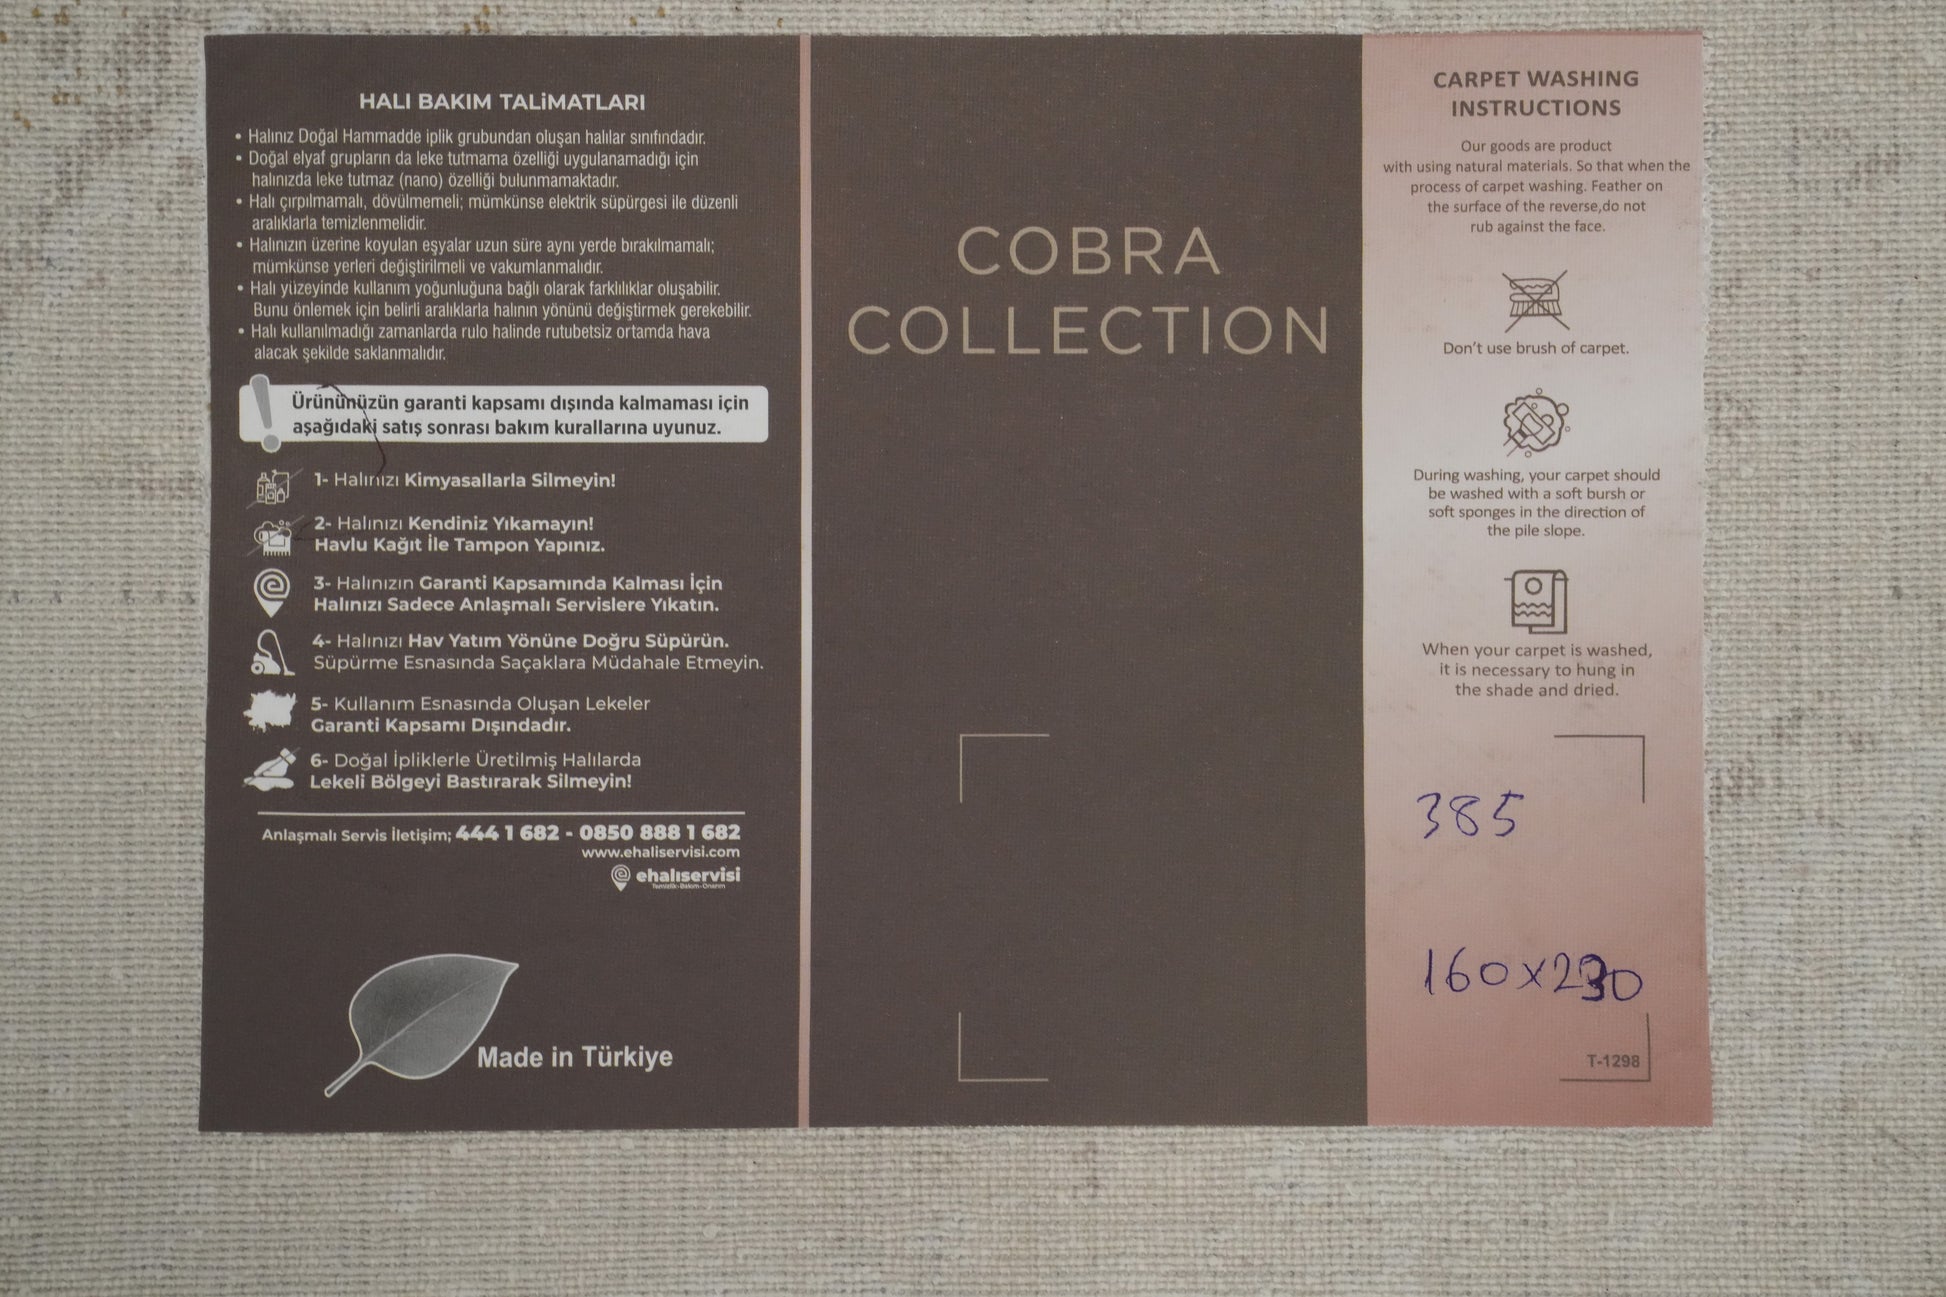 HALI BAKIM TALiMATLARI
• Halınız Doğal Hammadde iplik grubundan oluşan halılar sınıfındadır.
• Doğal elyaf grupların da leke tutmama özelliği uygulanamadığı için
halınızda leke tutmaz (nano) özelliği bulunmamaktadır.
• Halı çırpılmamalı, dövülmemeli; mümkünse elektrik süpürgesi ile düzenli
aralıklarla temizlenmelidir.
• Halınızın üzerine koyulan eşyalar uzun süre aynı yerde bırakılmamalı;
mümkünse yerleri değiştirilmeli ve vakumlanmalıdır.
• Halı yüzeyinde kullanım yoğunluğuna bağlı olarak farklılıklar oluşabilir.
Bunu önlemek için belirli aralıklarla halının yönünü değiştirmek gerekebilir.
• Halı kullanılmadığı zamanlarda rulo halinde rutubetsiz ortamda hava
alacak şekilde saklanmalıdır.
Ürününüzün garanti kapsamı dışında kalmaması için
aşağıdaki satış sonrası bakım kurallarına uyunuz.
1- Halınızı Kimyasallarla Silmeyin!
2- Halınızı Kendiniz Yıkamayın!
Havlu Kağıt İle Tampon Yapınız.
3- Halınızın Garanti Kapsamında Kalması İçin
Halınızı Sadece Anlaşmalı Servislere Yıkatın.
4- Halınızı Hav Yatım Yönüne Doğru Süpürün.
Süpürme Esnasında Saçaklara Müdahale Etmeyin.
5- Kullanım Esnasında Oluşan Lekeler
Garanti Kapsamı Dışındadır.
6- Doğal İpliklerle Üretilmiş Halılarda
Lekeli Bölgeyi Bastırarak Silmeyin!
Anlaşmalı Servis İletişim; 444 1 682 - 0850 888 1 682
www.ehaliservisi.com
ehalıservisi
Temizlik-Bakım-Onarım
Made in Türkiye
COBRA
COLLECTION
CARPET WASHING
INSTRUCTIONS
Our goods are product
with using natural materials. So that when the
process of carpet washing. Feather on
the surface of the reverse,do not
rub against the face.
Don't use brush of carpet.
During washing, your carpet should
be washed with a soft bursh or
soft sponges in the direction of
the pile slope.
When your carpet is washed,
it is necessary to hung in
the shade and dried.
385
160x230
T-1298